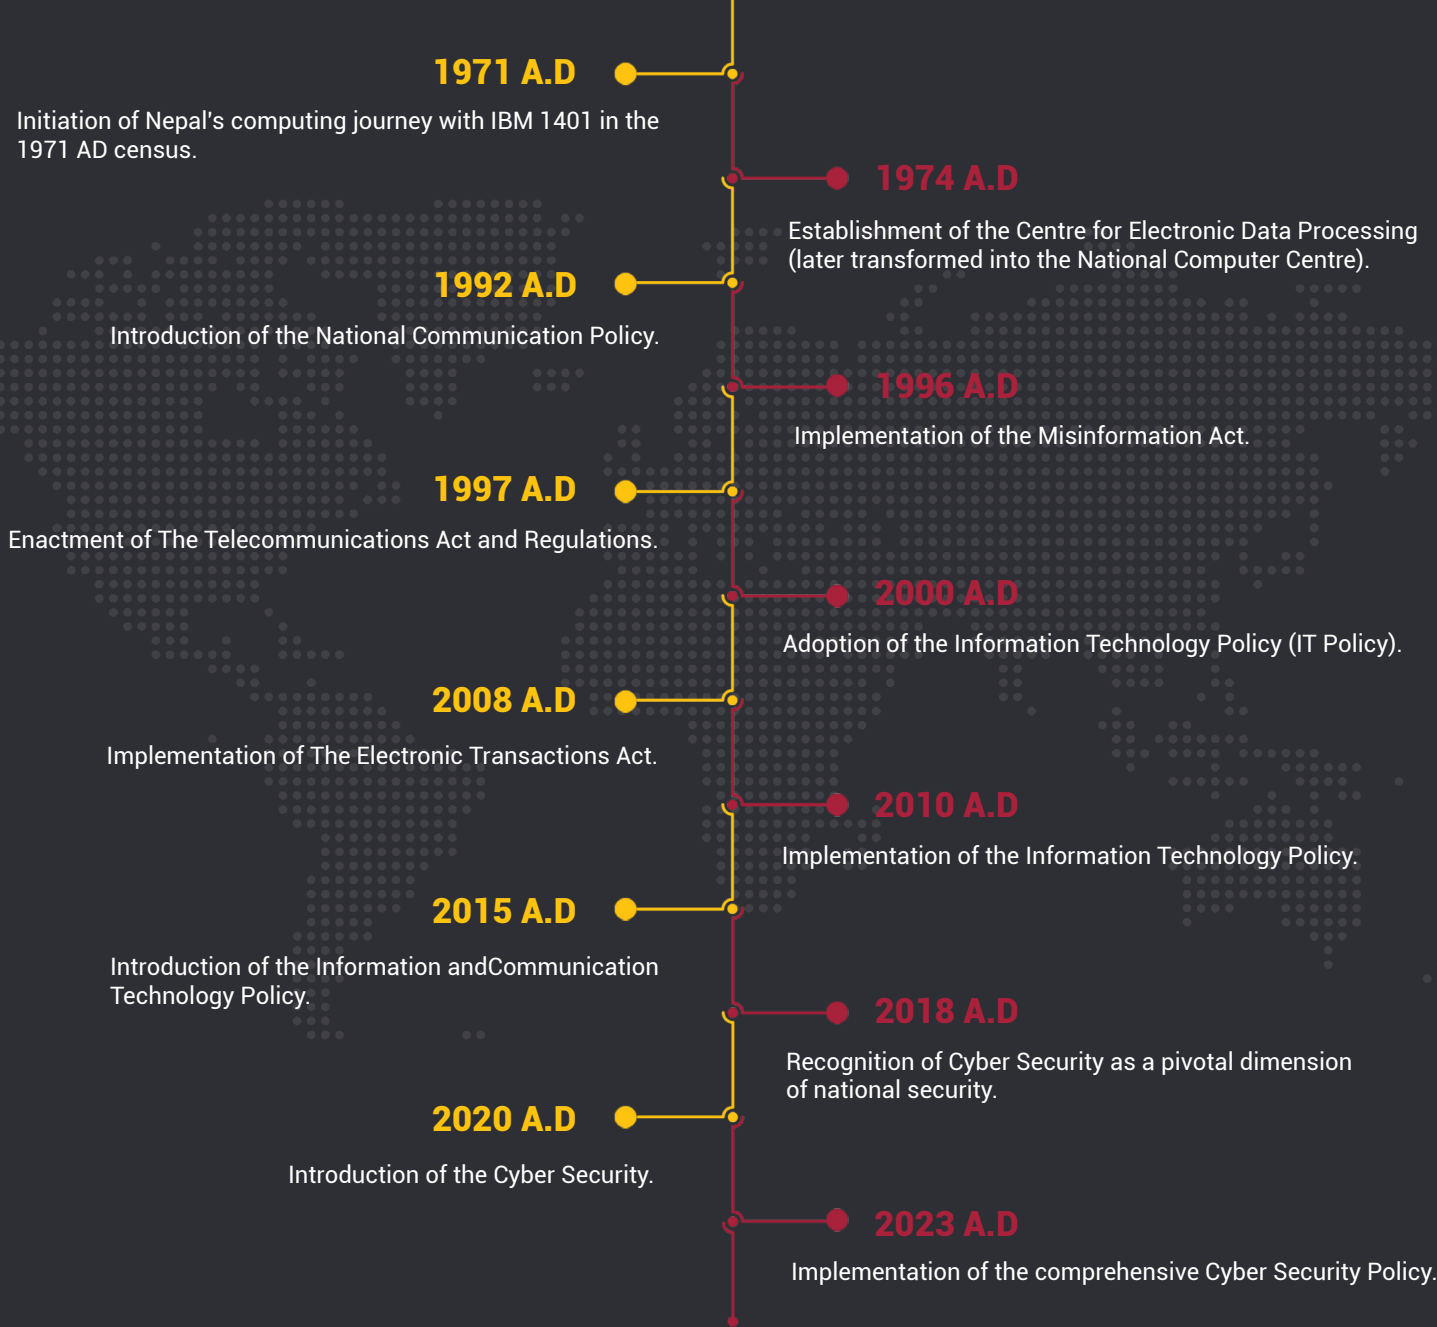 1971 A.D
Initiation of Nepal's computing journey with IBM 1401 in the
1971 AD census.
1974 A.D
Establishment of the Centre for Electronic Data Processing
(later transformed into the National Computer Centre).
1992 A.D
Introduction of the National Communication Policy.
1996 A.D
Implementation of the Misinformation Act.
1997 A.D
Enactment of The Telecommunications Act and Regulations.
2000 A.D
Adoption of the Information Technology Policy (IT Policy).
2008 A.D
Implementation of The Electronic Transactions Act.
2010 A.D
Implementation of the Information Technology Policy.
2015 A.D
Introduction of the Information andCommunication
Technology Policy.
2018 A.D
Recognition of Cyber Security as a pivotal dimension
of national security.
2020 A.D
Introduction of the Cyber Security.
2023 A.D
Implementation of the comprehensive Cyber Security Policy.